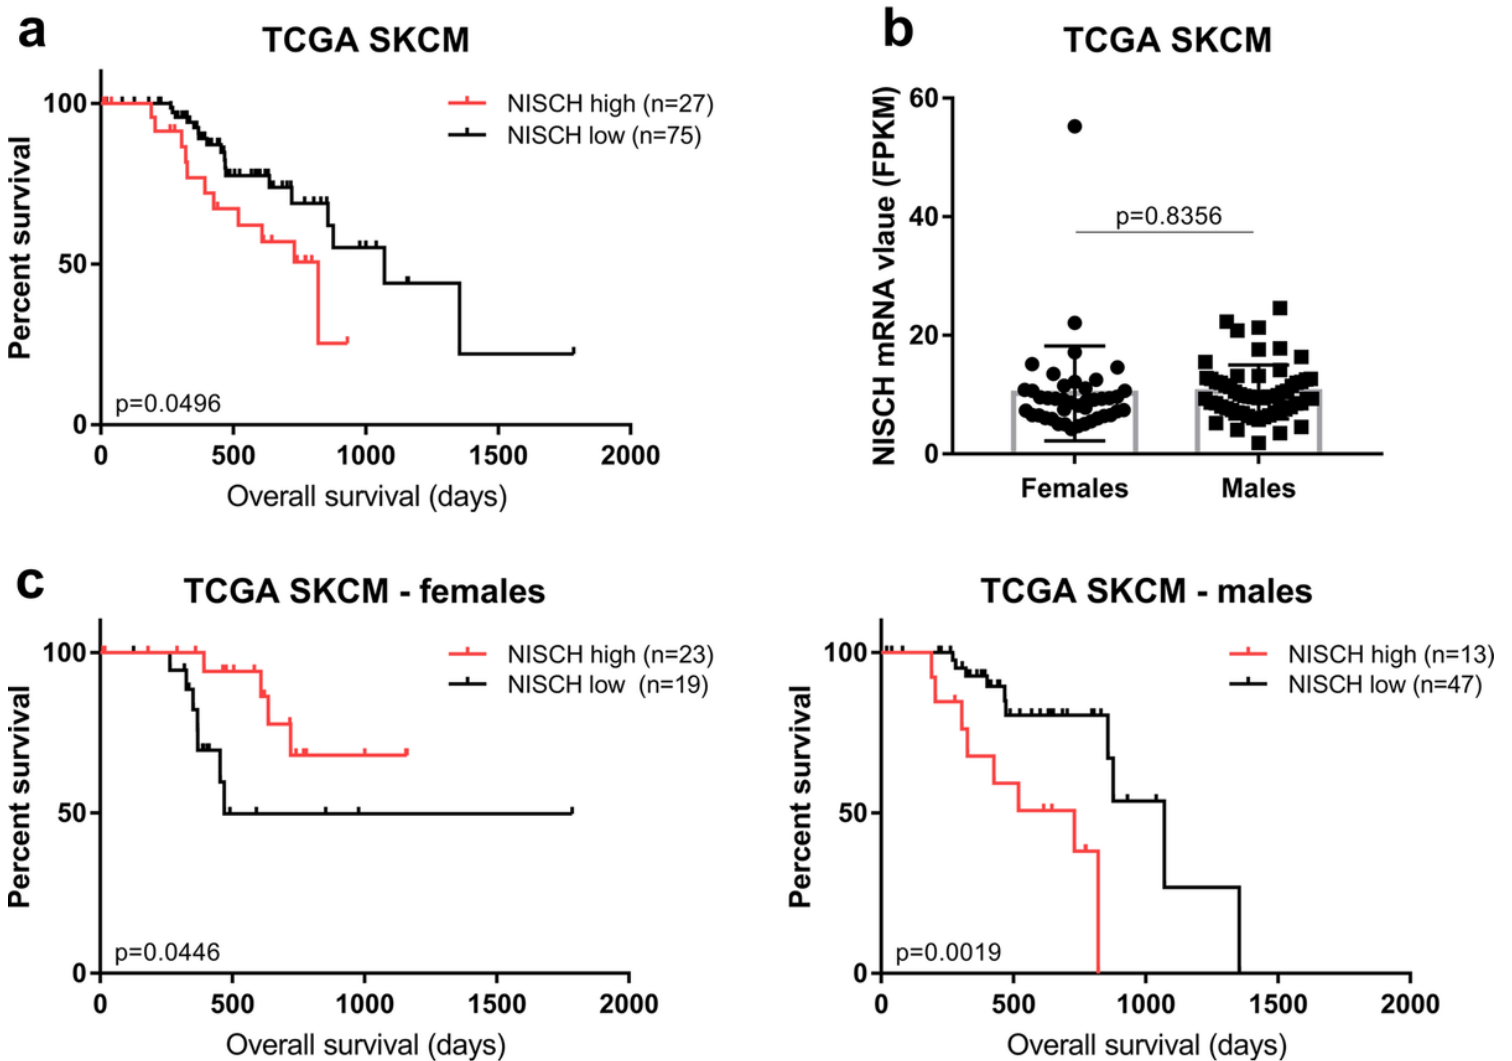 a
TCGA SKCM
NISCH high (n=27)
NISCH low (n=75)
Percent survival
100
50
0
p=0.0496
0 500 1000 1500 2000
Overall survival (days)
b
TCGA SKCM
NISCH mRNA vlaue (FPKM)
60
40
20
0
p=0.8356
Females Males
c
TCGA SKCM - females
NISCH high (n=23)
NISCH low (n=19)
Percent survival
100
50
0
p=0.0446
0 500 1000 1500 2000
Overall survival (days)
TCGA SKCM - males
NISCH high (n=13)
NISCH low (n=47)
Percent survival
100
50
0
p=0.0019
0 500 1000 1500 2000
Overall survival (days)